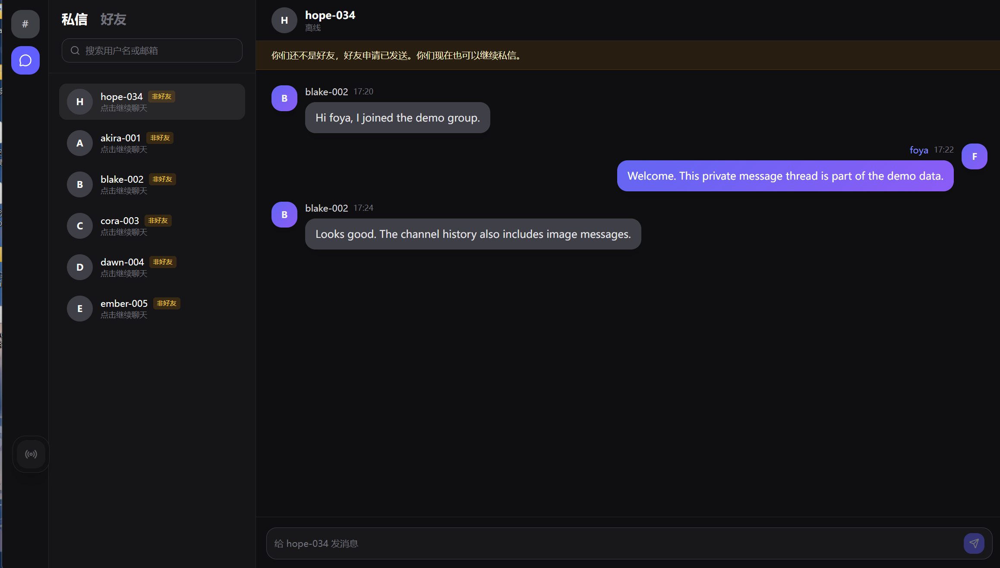 #
私信 好友
搜索用户名或邮箱
H
hope-034 非好友
点击继续聊天
A
akira-001 非好友
点击继续聊天
B
blake-002 非好友
点击继续聊天
C
cora-003 非好友
点击继续聊天
D
dawn-004 非好友
点击继续聊天
E
ember-005 非好友
点击继续聊天
H
hope-034
离线
你们还不是好友，好友申请已发送。你们现在也可以继续私信。
B
blake-002 17:20
Hi foya, I joined the demo group.
foya 17:22
F
Welcome. This private message thread is part of the demo data.
B
blake-002 17:24
Looks good. The channel history also includes image messages.
给 hope-034 发消息